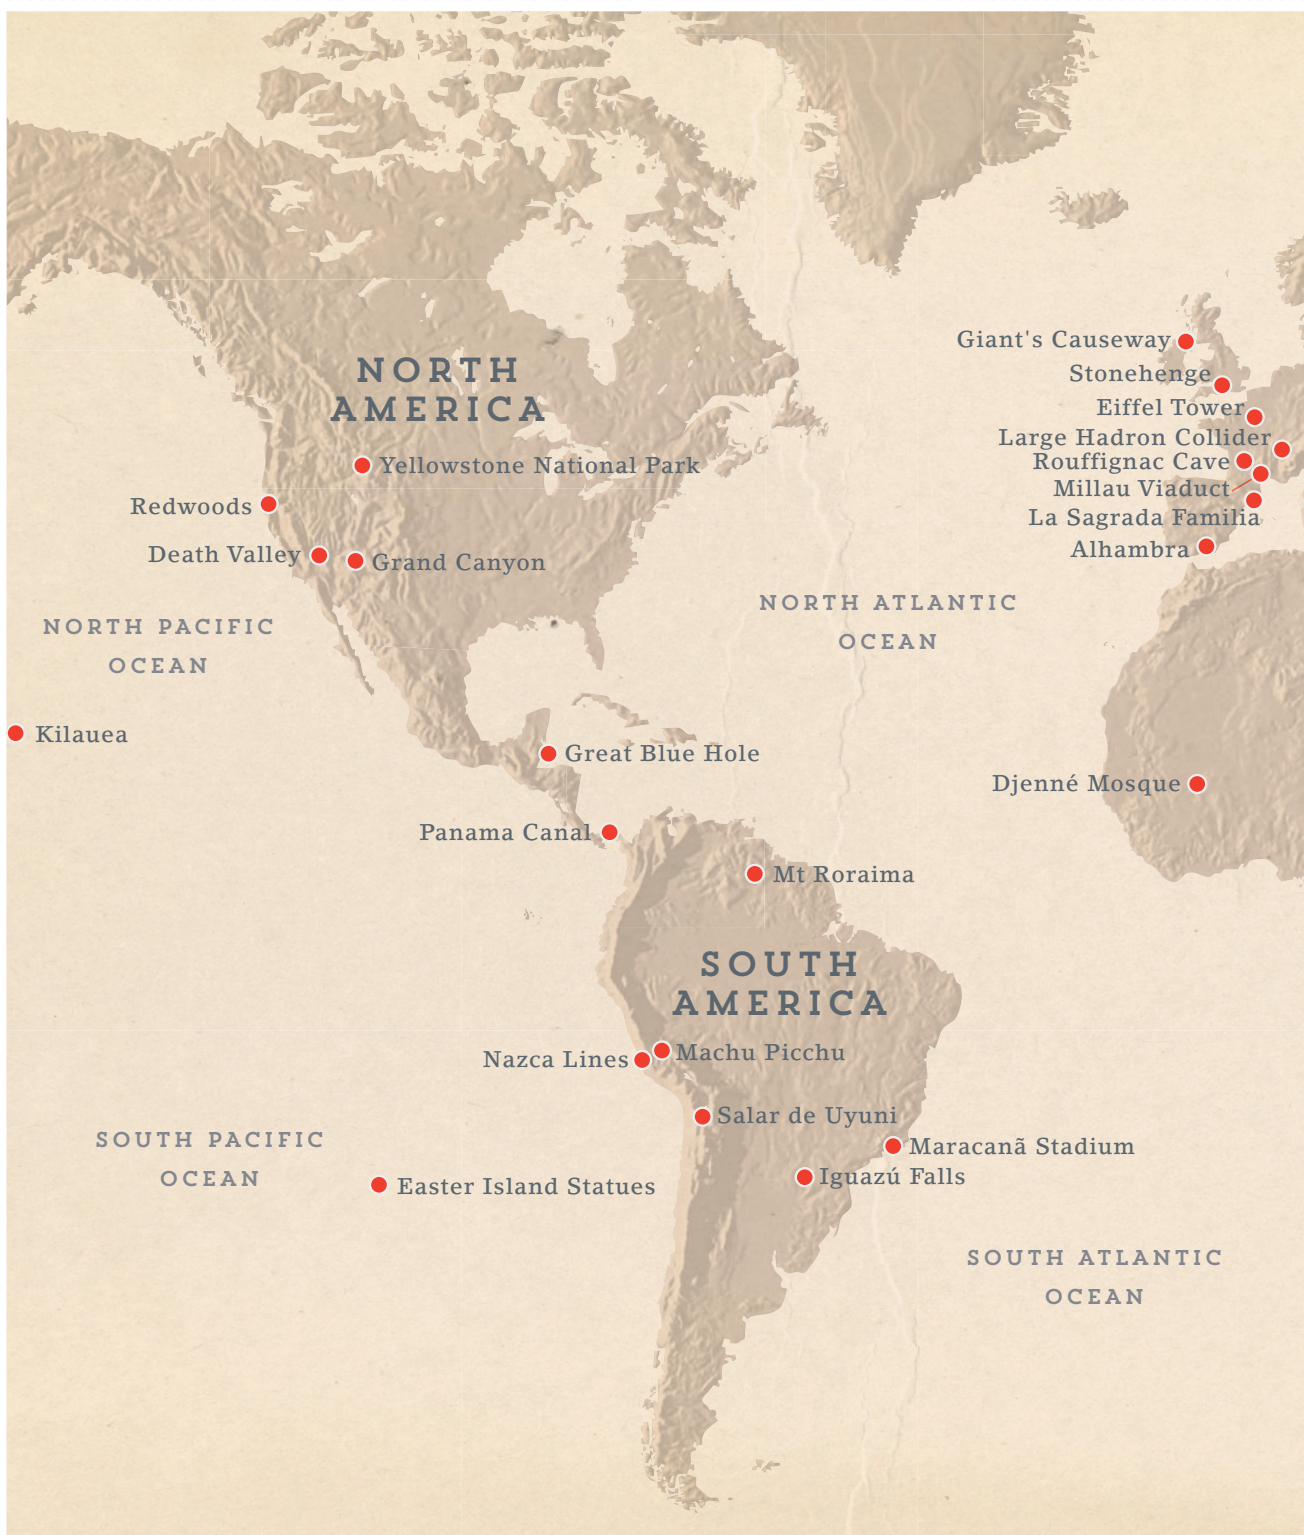 Giant's Causeway
Stonehenge
NORTH
AMERICA
Eiffel Tower
Large Hadron Collider
Rouffignac Cave
Yellowstone National Park
Millau Viaduct
Redwoods
La Sagrada Familia
Alhambra
Death Valley
Grand Canyon
NORTH ATLANTIC
OCEAN
NORTH PACIFIC
OCEAN
Kilauea
Great Blue Hole
Djenné Mosque
Panama Canal
Mt Roraima
SOUTH
AMERICA
Nazca Lines
Machu Picchu
Salar de Uyuni
SOUTH PACIFIC
OCEAN
Maracanã Stadium
Iguazú Falls
Easter Island Statues
SOUTH ATLANTIC
OCEAN